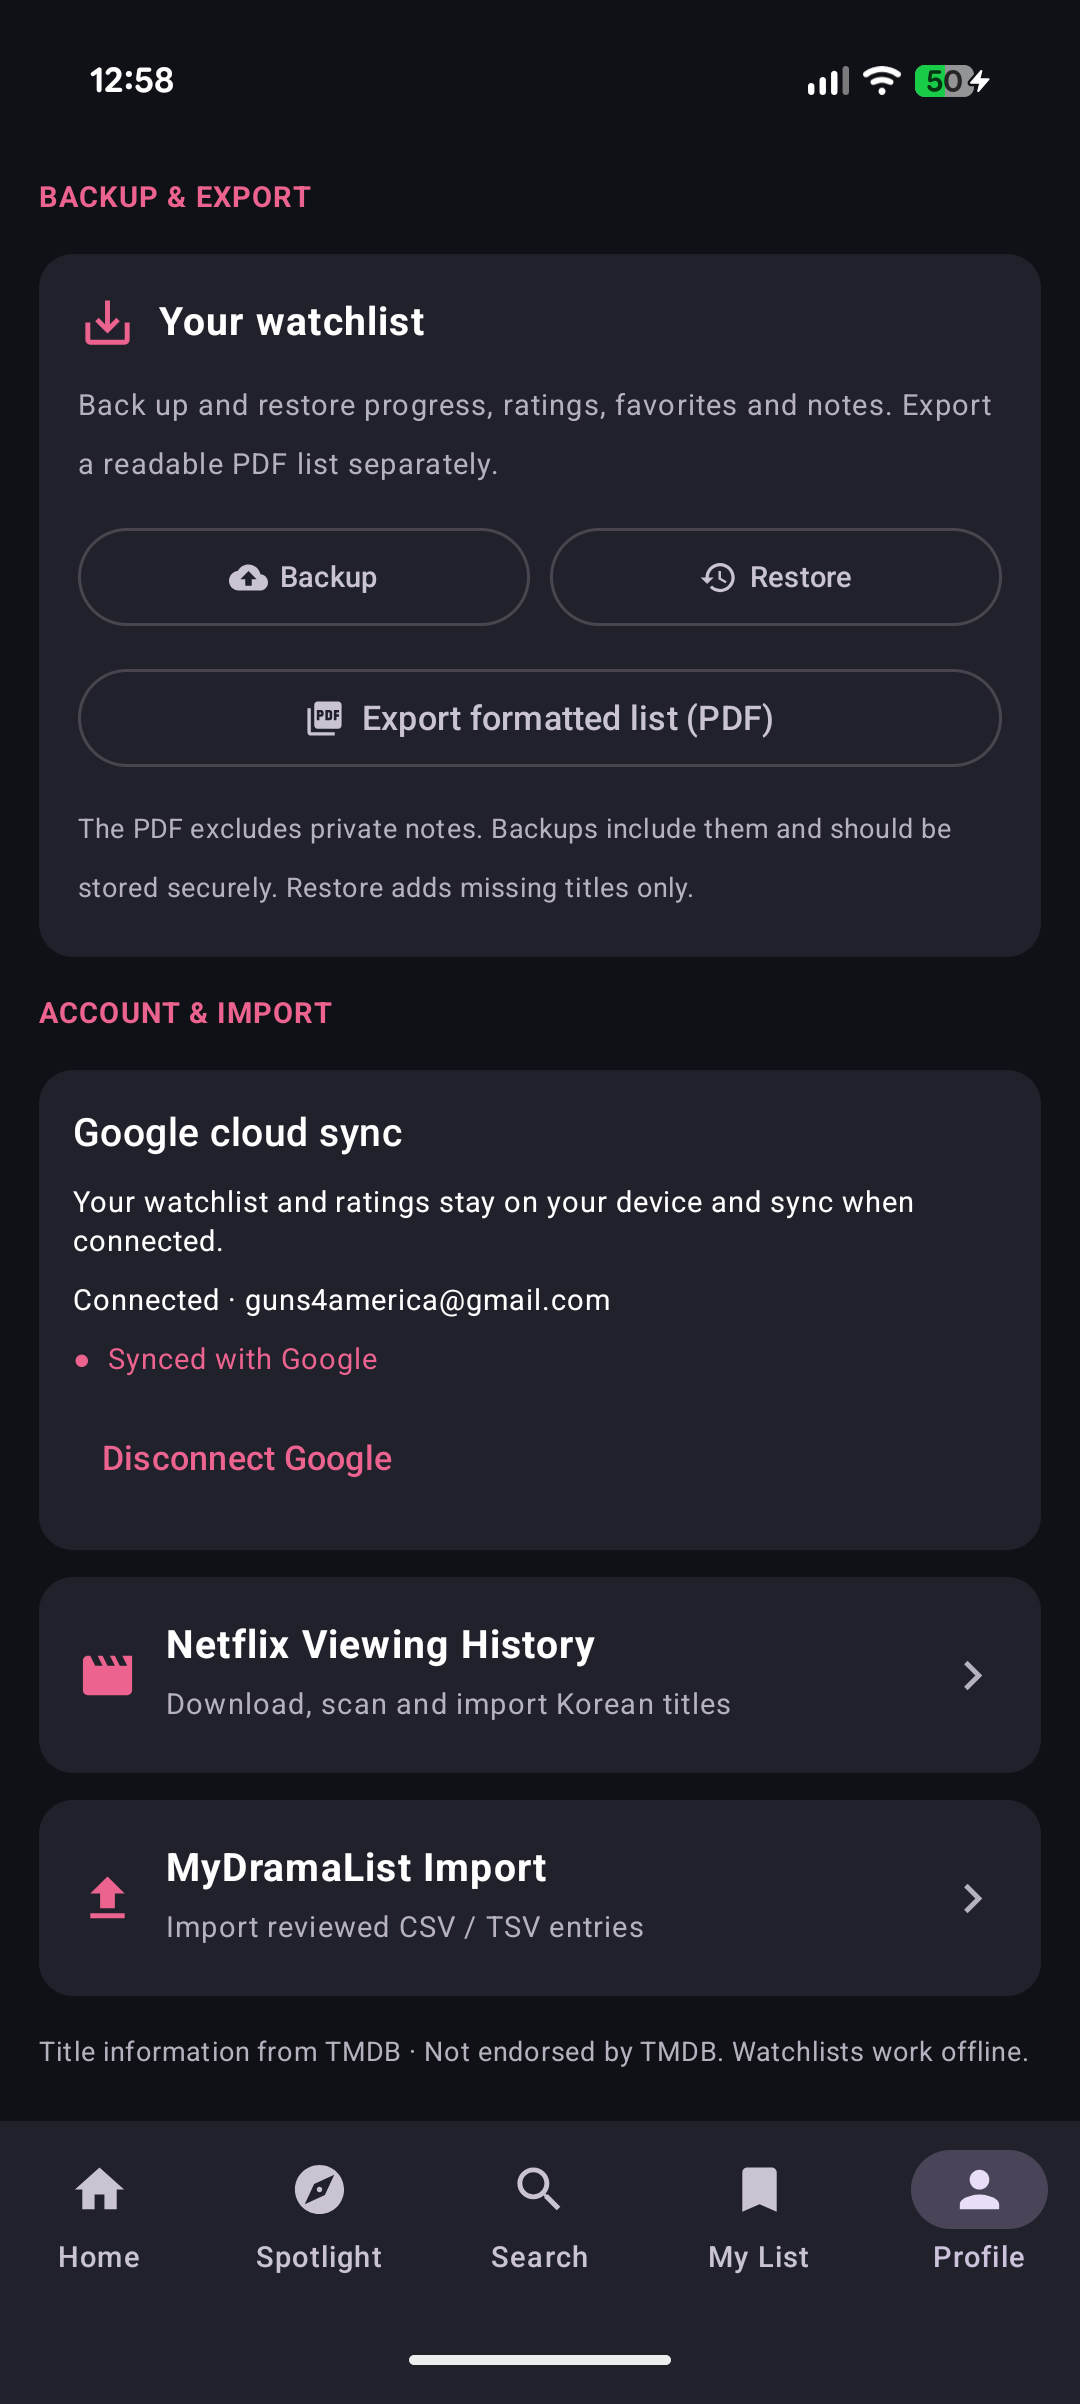 12:58
50
BACKUP & EXPORT
Your watchlist
Back up and restore progress, ratings, favorites and notes. Export
a readable PDF list separately.
Backup
Restore
PDF
Export formatted list (PDF)
The PDF excludes private notes. Backups include them and should be
stored securely. Restore adds missing titles only.
ACCOUNT & IMPORT
Google cloud sync
Your watchlist and ratings stay on your device and sync when
connected.
Connected · guns4america@gmail.com
Synced with Google
Disconnect Google
Netflix Viewing History
Download, scan and import Korean titles
MyDramaList Import
Import reviewed CSV / TSV entries
Title information from TMDB · Not endorsed by TMDB. Watchlists work offline.
Home
Spotlight
Search
My List
Profile